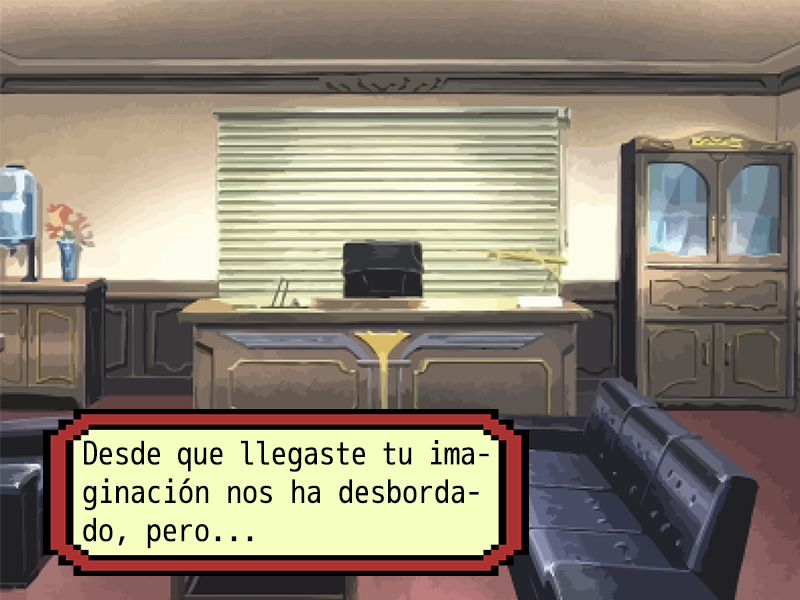 Desde que llegaste tu ima-
ginación nos ha desborda-
do, pero...